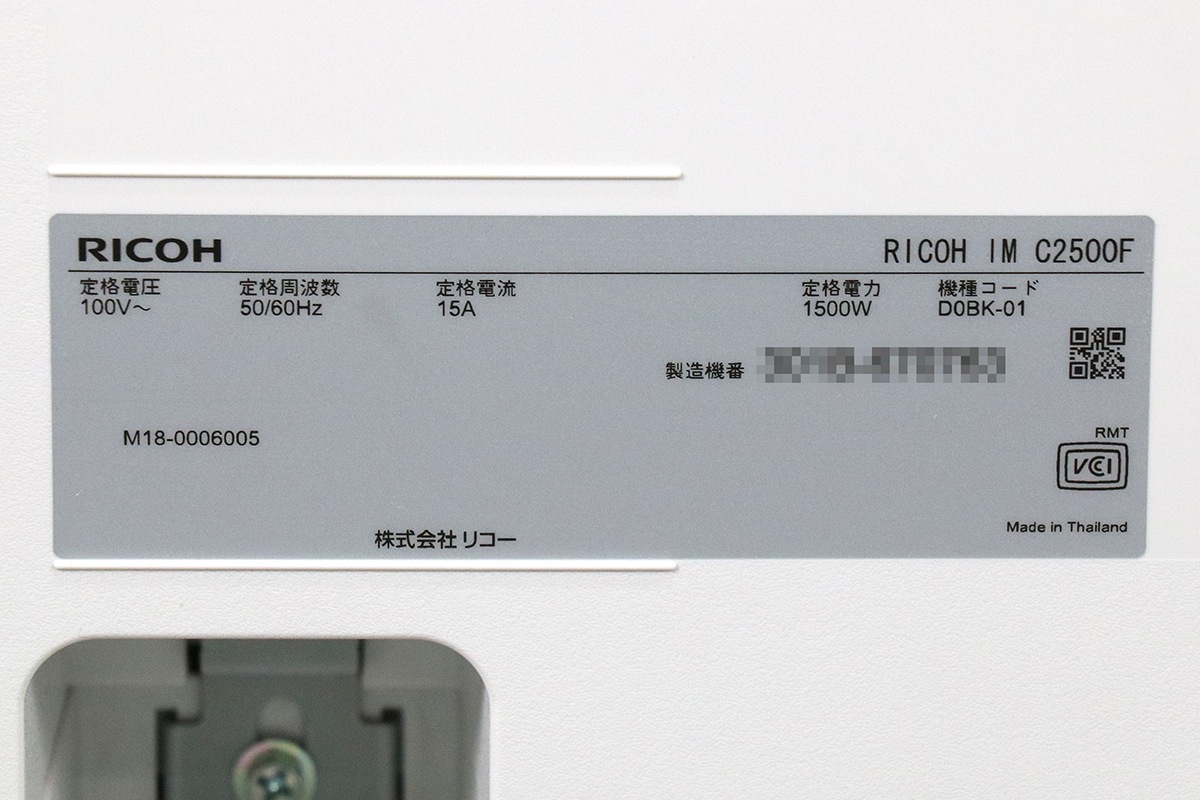 RICOH
RICOH IM C2500F
定格電圧 定格周波数 定格電流 定格電力 機種コード
100V～ 50/60Hz 15A 1500W D0BK-01
製造機番
M18-0006005
RMT
VCI
株式会社リコー
Made in Thailand